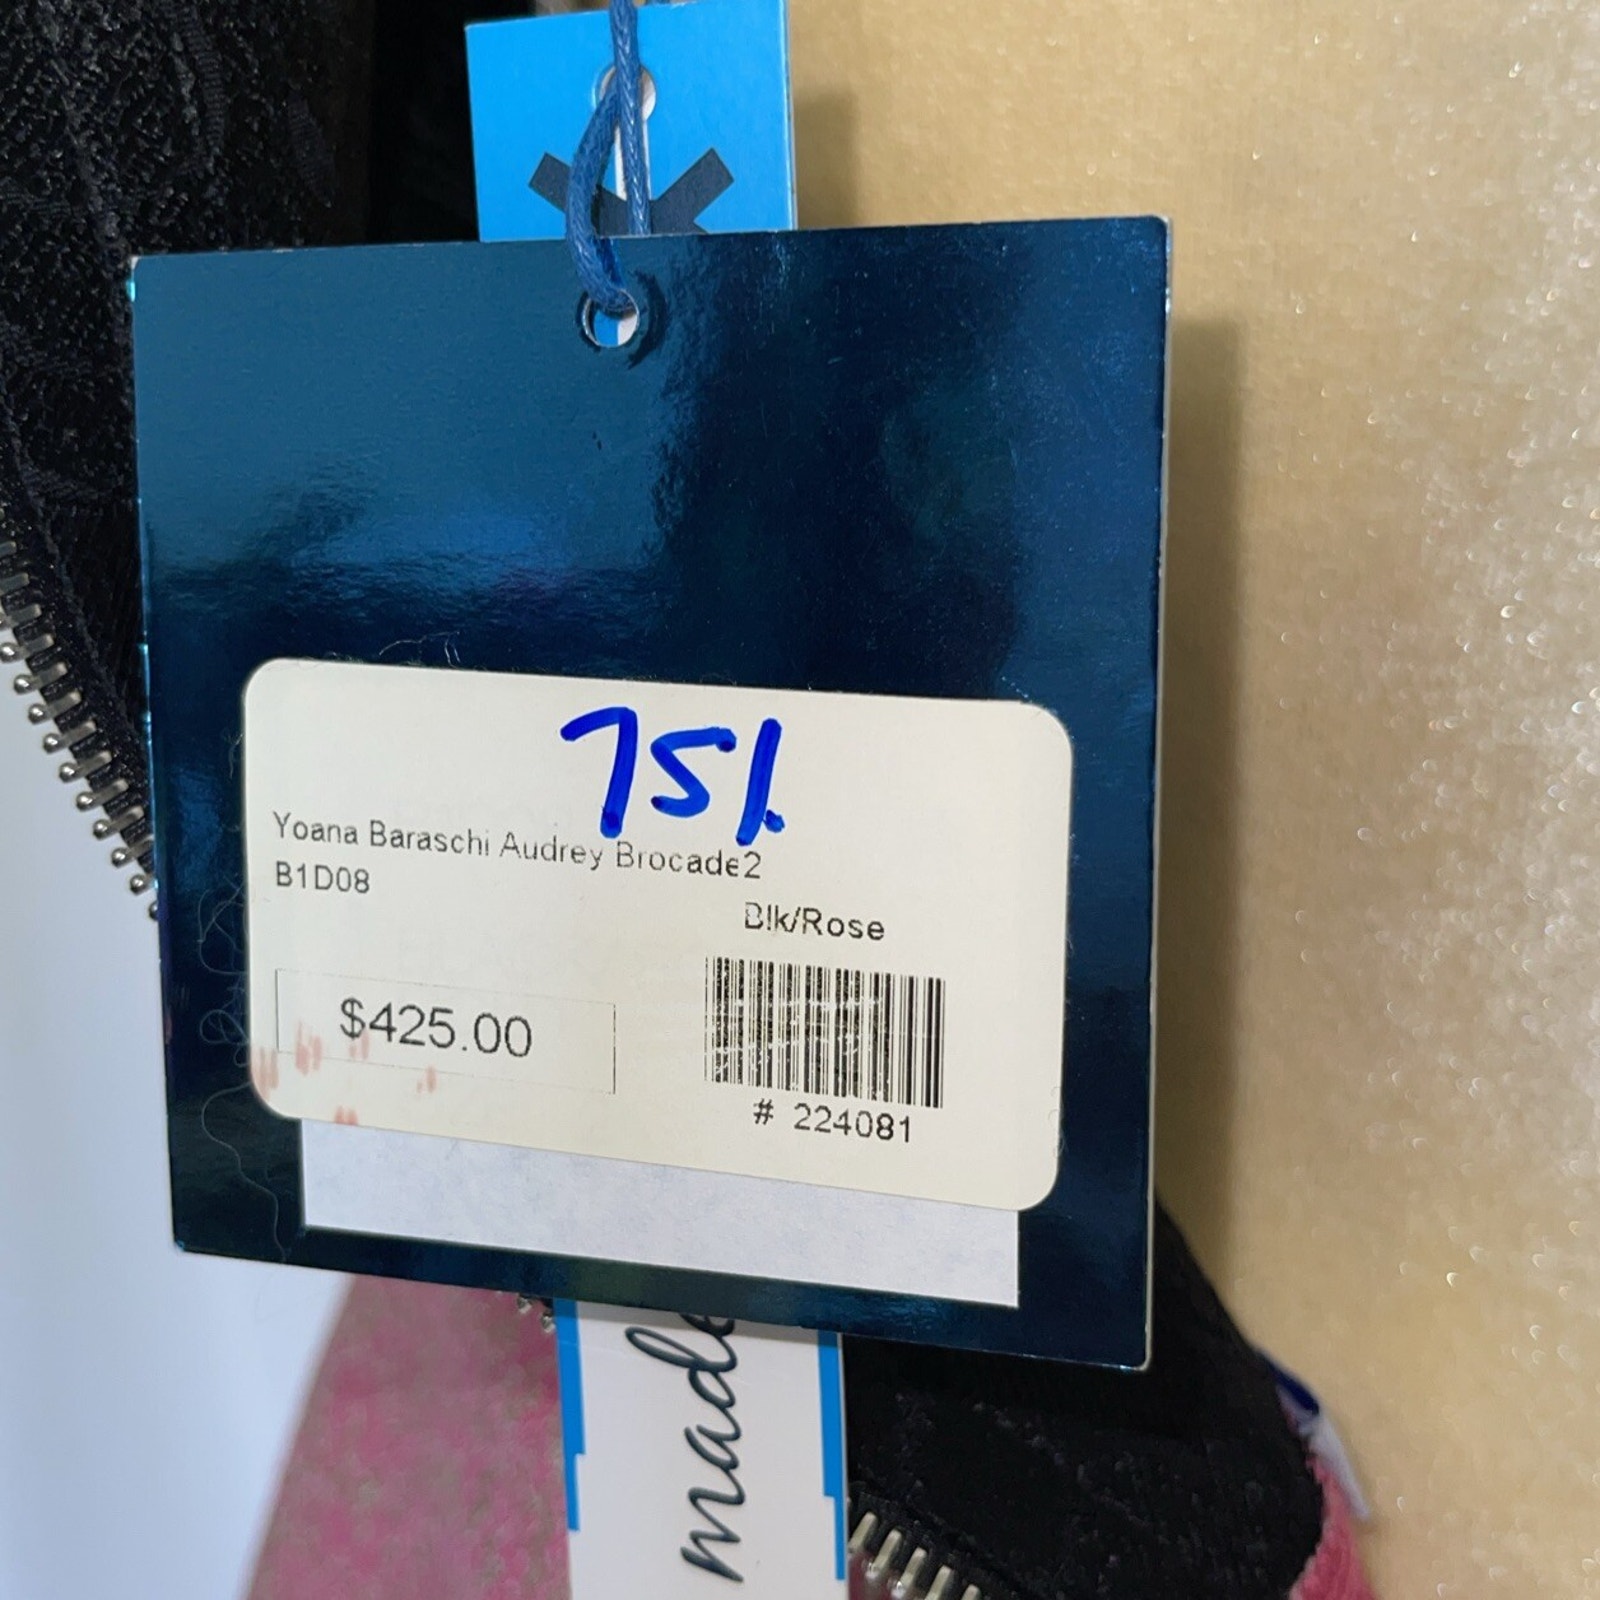 75%
Yoana Baraschi Audrey Brocade2
B1D08
Blk/Rose
$425.00
# 224081
made